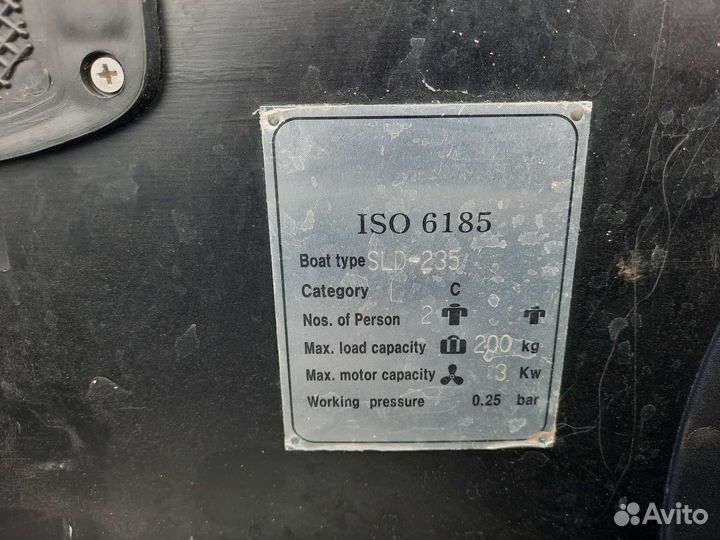 ISO 6185
Boat type SLD-235
Category L C
Nos. of Person 2
Max. load capacity 200 kg
Max. motor capacity 3 Kw
Working pressure 0.25 bar
Avito